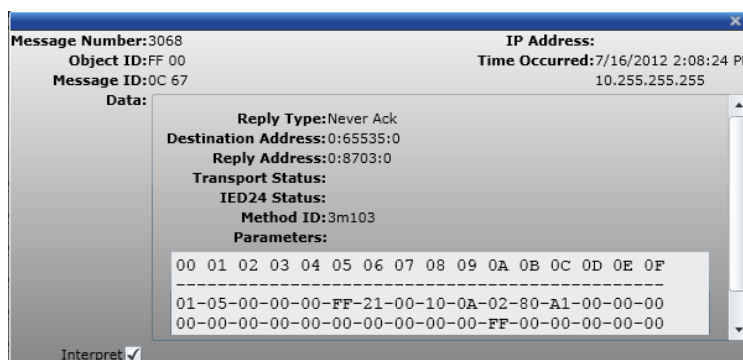 Message Number:3068 IP Address:
Object ID:FF 00 Time Occurred:7/16/2012 2:08:24
Message ID:0C 67 10.255.255.255
Data:
Reply Type:Never Ack
Destination Address:0:65535:0
Reply Address:0:8703:0
Transport Status:
IED24 Status:
Method ID:3m103
Parameters:
00 01 02 03 04 05 06 07 08 09 0A 0B 0C 0D 0E 0F
------------------------------------------------
01-05-00-00-00-FF-21-00-10-0A-02-80-A1-00-00-00
00-00-00-00-00-00-00-00-00-00-FF-00-00-00-00-00
Interpret